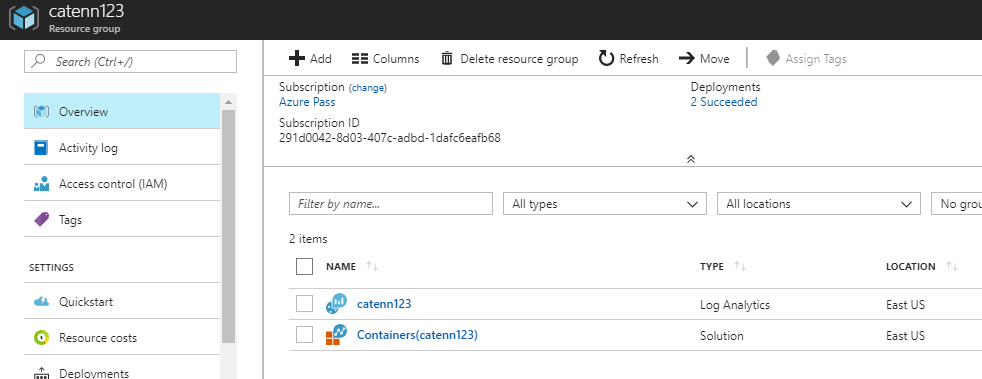 catenn123
Resource group
Search (Ctrl+/)
Overview
Activity log
Access control (IAM)
Tags
SETTINGS
Quickstart
Resource costs
Deployments
Add Columns Delete resource group Refresh Move Assign Tags
Subscription (change) Deployments
Azure Pass 2 Succeeded
Subscription ID
291d0042-8d03-407c-adbd-1dafc6eafb68
Filter by name... All types All locations No grou
2 items
NAME TYPE LOCATION
catenn123 Log Analytics East US
Containers(catenn123) Solution East US